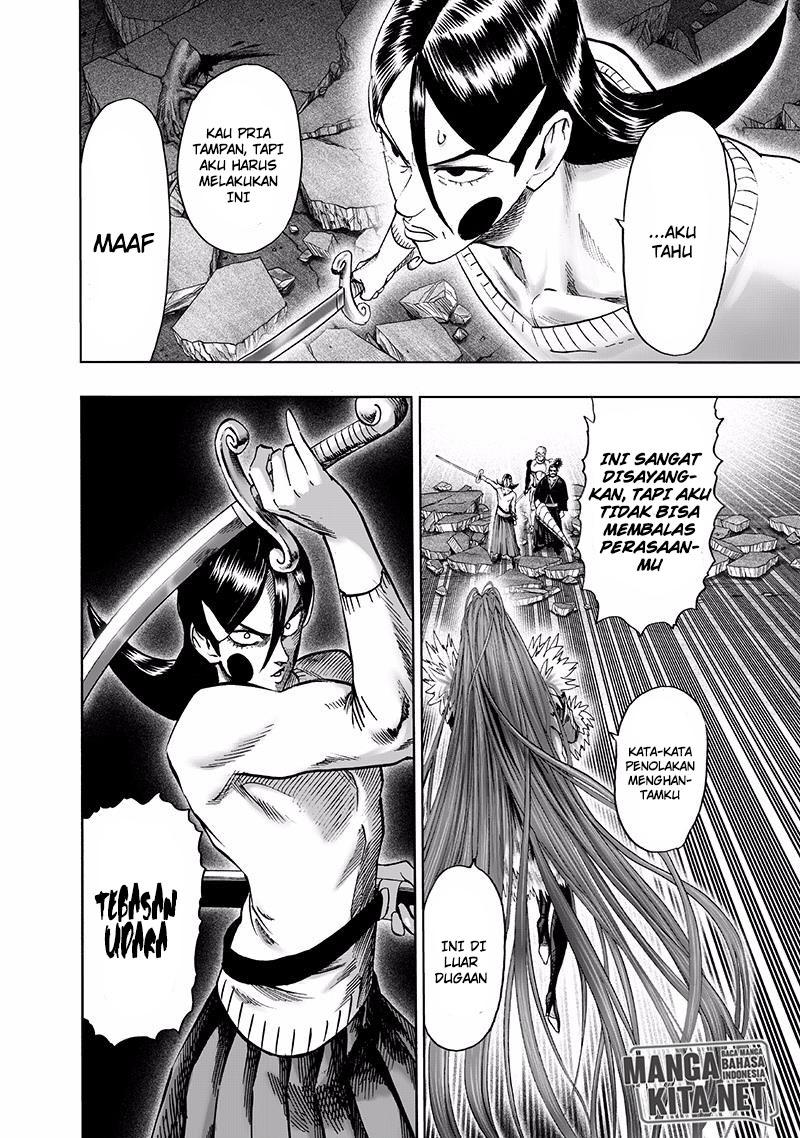 ...AKU
TAHU
KAU PRIA
TAMPAN, TAPI
AKU HARUS
MELAKUKAN
INI
MAAF
INI SANGAT
DISAYANG-
KAN, TAPI AKU
TIDAK BISA
MEMBALAS
PERASAAN-
MU
KATA-KATA
PENOLAKAN
MENGHAN-
TAMKU
INI DI
LUAR
DUGAAN
TEBASAN
UDARA
MANGA
KITA.NET
BACA MANGA
BAHASA
INDONESIA